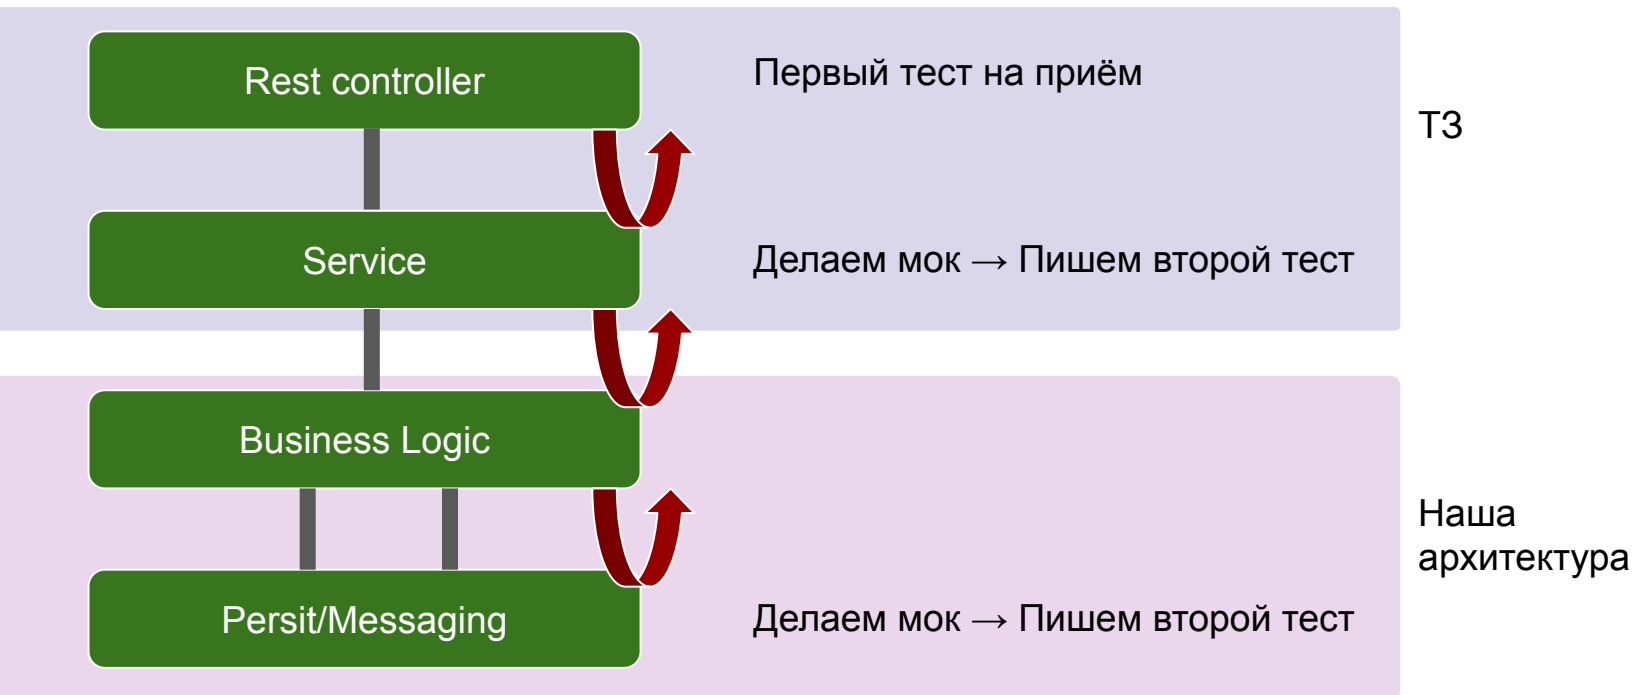 Rest controller
Первый тест на приём
ТЗ
Service
Делаем мок → Пишем второй тест
Business Logic
Наша
архитектура
Persit/Messaging
Делаем мок → Пишем второй тест